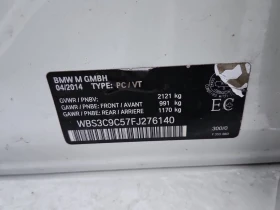 BMW M GMBH
04/2014 TYPE: PC / VT
GVWR / PNBV: 2121 kg
GAWR / PNBE: FRONT / AVANT 991 kg
GAWR / PNBE: REAR / ARRIERE 1170 kg
WBS3C9C57FJ276140
EC
300/S